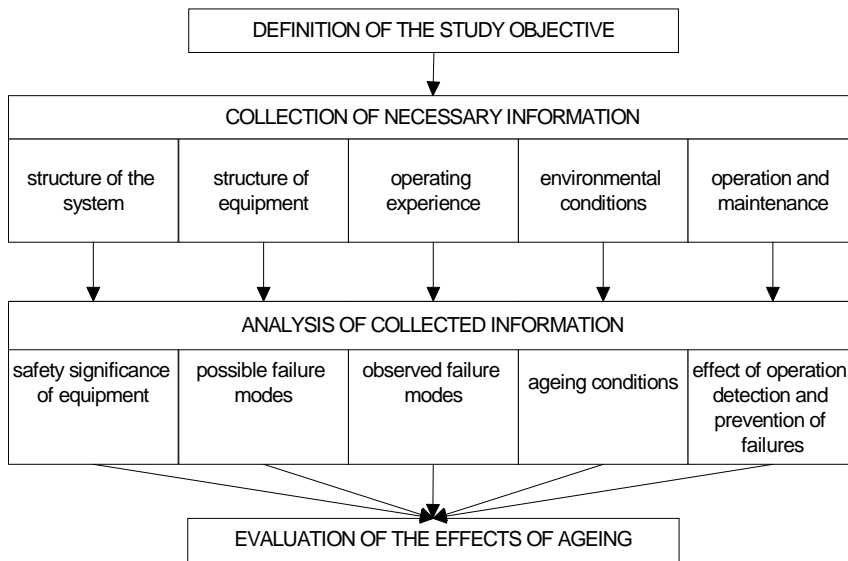 DEFINITION OF THE STUDY OBJECTIVE
COLLECTION OF NECESSARY INFORMATION
structure of the
system
structure of
equipment
operating
experience
environmental
conditions
operation and
maintenance
ANALYSIS OF COLLECTED INFORMATION
safety significance
of equipment
possible failure
modes
observed failure
modes
ageing conditions
effect of operation
detection and
prevention of
failures
EVALUATION OF THE EFFECTS OF AGEING